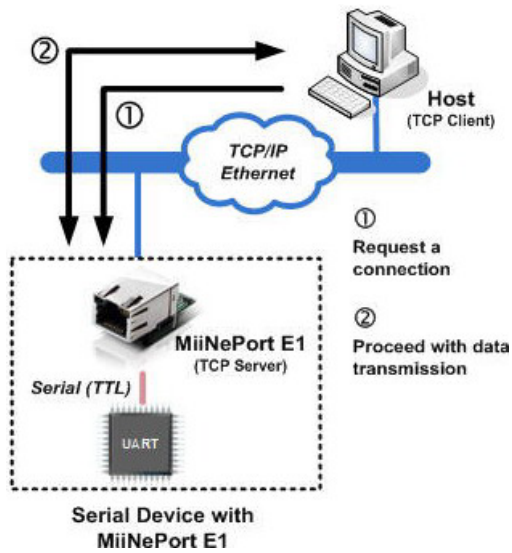 ②
①
Host
(TCP Client)
TCP/IP
Ethernet
①
Request a
connection
②
Proceed with data
transmission
MiiNePort E1
(TCP Server)
Serial (TTL)
UART
Serial Device with
MiiNePort E1